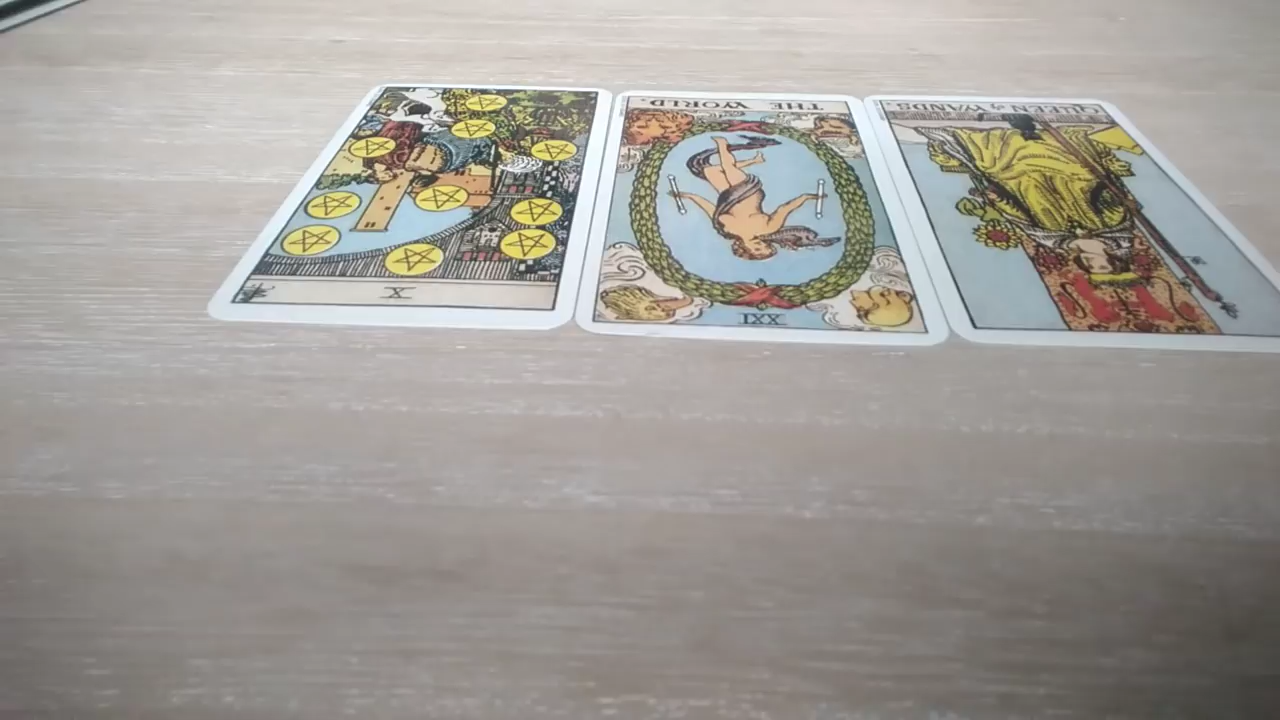 X
THE WORLD.
XXI
QUEEN of WANDS.